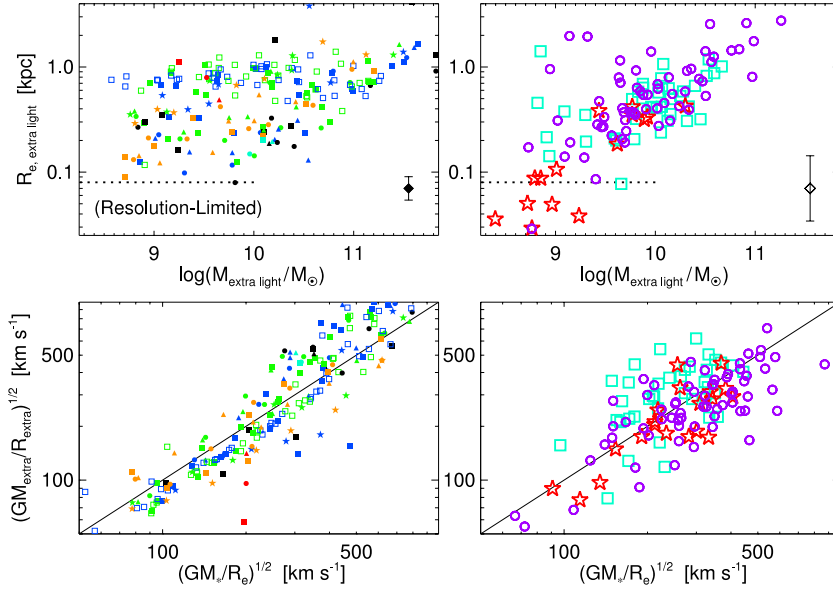 R_e, extra light [kpc]
1.0
0.1
(Resolution-Limited)
9 10 11
log(M_extra light/M_⊙)
1.0
0.1
9 10 11
log(M_extra light/M_⊙)
(GM_extra/R_extra)^1/2 [km s^-1]
500
100
100 500
(GM_*/R_e)^1/2 [km s^-1]
500
100
100 500
(GM_*/R_e)^1/2 [km s^-1]